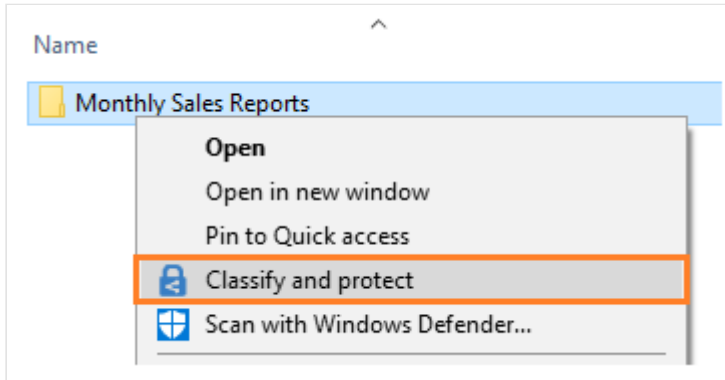 Name
Monthly Sales Reports
Open
Open in new window
Pin to Quick access
Classify and protect
Scan with Windows Defender...